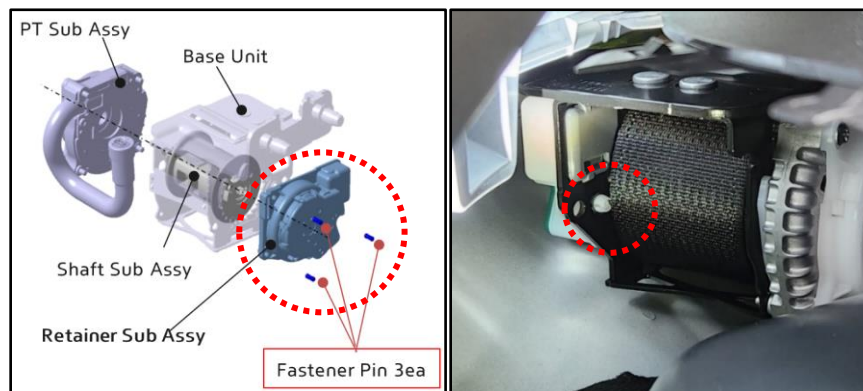 PT Sub Assy
Base Unit
Shaft Sub Assy
Retainer Sub Assy
Fastener Pin 3ea